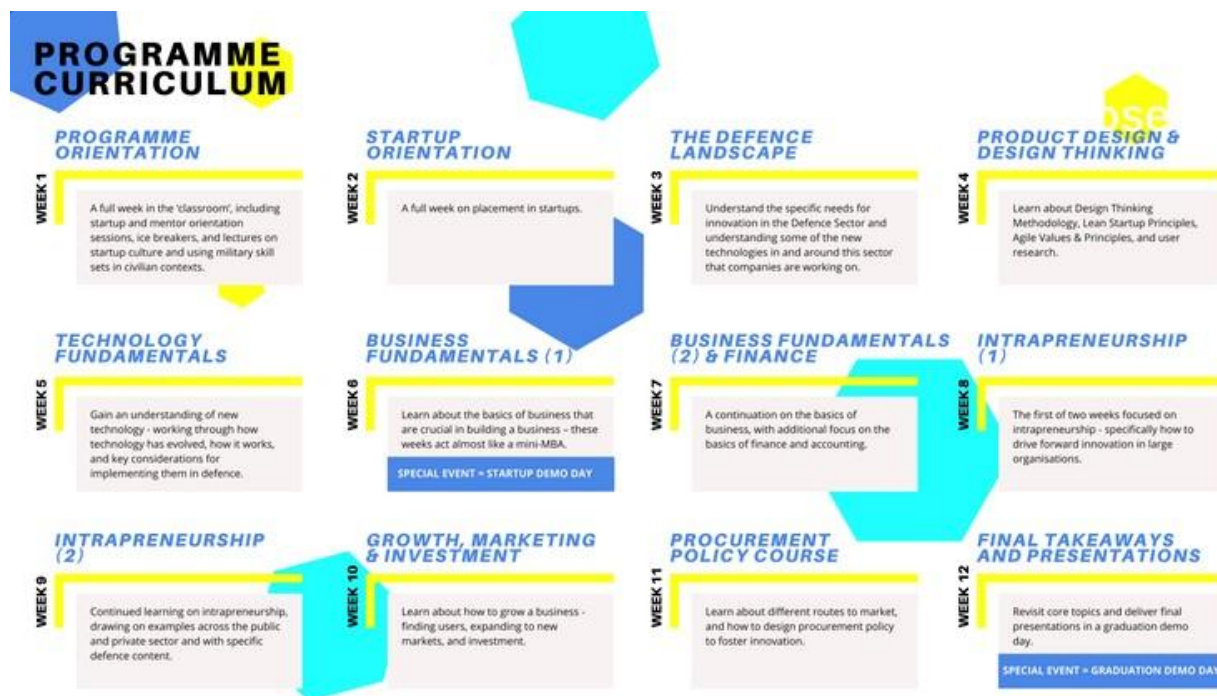 PROGRAMME
CURRICULUM
PROGRAMME
ORIENTATION
WEEK 1
A full week in the 'classroom', including
startup and mentor orientation
sessions, ice breakers, and lectures on
startup culture and using military skill
sets in civilian contexts.
STARTUP
ORIENTATION
WEEK 2
A full week on placement in startups.
THE DEFENCE
LANDSCAPE
WEEK 3
Understand the specific needs for
innovation in the Defence Sector and
understanding some of the new
technologies in and around this sector
that companies are working on.
PRODUCT DESIGN &
DESIGN THINKING
WEEK 4
Learn about Design Thinking
Methodology, Lean Startup Principles,
Agile Values & Principles, and user
research.
TECHNOLOGY
FUNDAMENTALS
WEEK 5
Gain an understanding of new
technology - working through how
technology has evolved, how it works,
and key considerations for
implementing them in defence.
BUSINESS
FUNDAMENTALS (1)
WEEK 6
Learn about the basics of business that
are crucial in building a business – these
weeks act almost like a mini-MBA.
SPECIAL EVENT = STARTUP DEMO DAY
BUSINESS FUNDAMENTALS
(2) & FINANCE
WEEK 7
A continuation on the basics of
business, with additional focus on the
basics of finance and accounting.
INTRAPRENEURSHIP
(1)
WEEK 8
The first of two weeks focused on
intrapreneurship - specifically how to
drive forward innovation in large
organisations.
INTRAPRENEURSHIP
(2)
WEEK 9
Continued learning on intrapreneurship,
drawing on examples across the public
and private sector and with specific
defence content.
GROWTH, MARKETING
& INVESTMENT
WEEK 10
Learn about how to grow a business -
finding users, expanding to new
markets, and investment.
PROCUREMENT
POLICY COURSE
WEEK 11
Learn about different routes to market,
and how to design procurement policy
to foster innovation.
FINAL TAKEAWAYS
AND PRESENTATIONS
WEEK 12
Revisit core topics and deliver final
presentations in a graduation demo
day.
SPECIAL EVENT = GRADUATION DEMO DAY